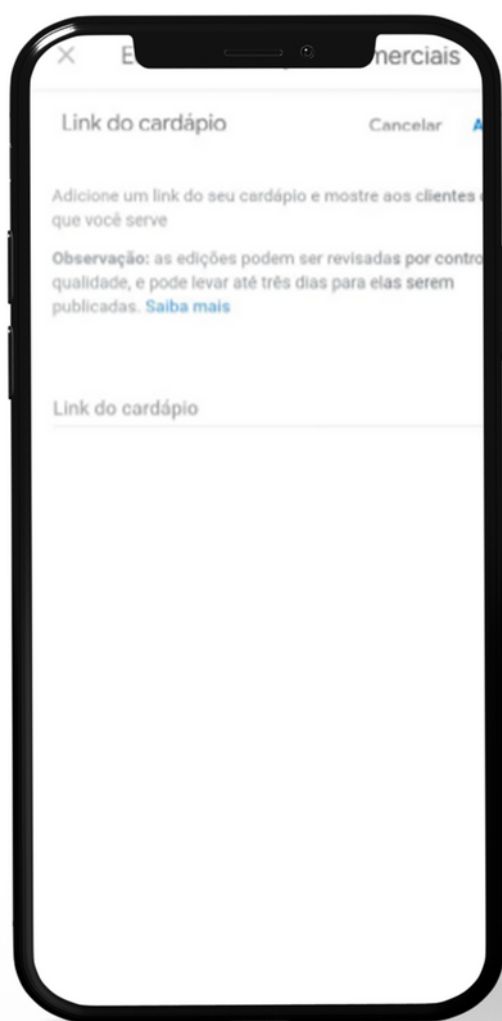 merciais
Link do cardápio Cancelar
Adicione um link do seu cardápio e mostre aos clientes
que você serve
Observação: as edições podem ser revisadas por
qualidade, e pode levar até três dias para elas serem
publicadas. Saiba mais
Link do cardápio